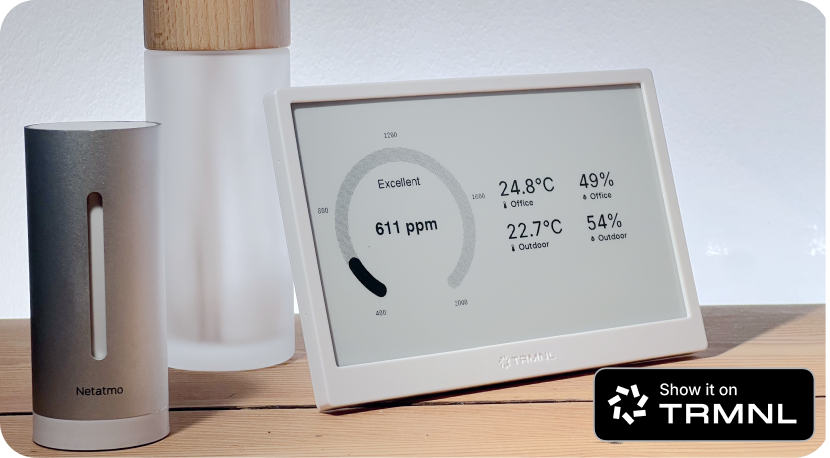 1200
Excellent
800
1600
611 ppm
400
2000
24.8°C
Office
49%
Office
22.7°C
Outdoor
54%
Outdoor
TRMNL
Netatmo
Show it on
TRMNL